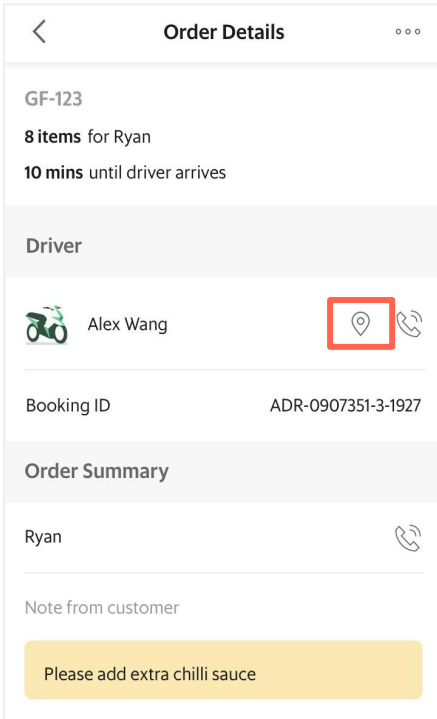 Order Details
GF-123
8 items for Ryan
10 mins until driver arrives
Driver
Alex Wang
Booking ID ADR-0907351-3-1927
Order Summary
Ryan
Note from customer
Please add extra chilli sauce